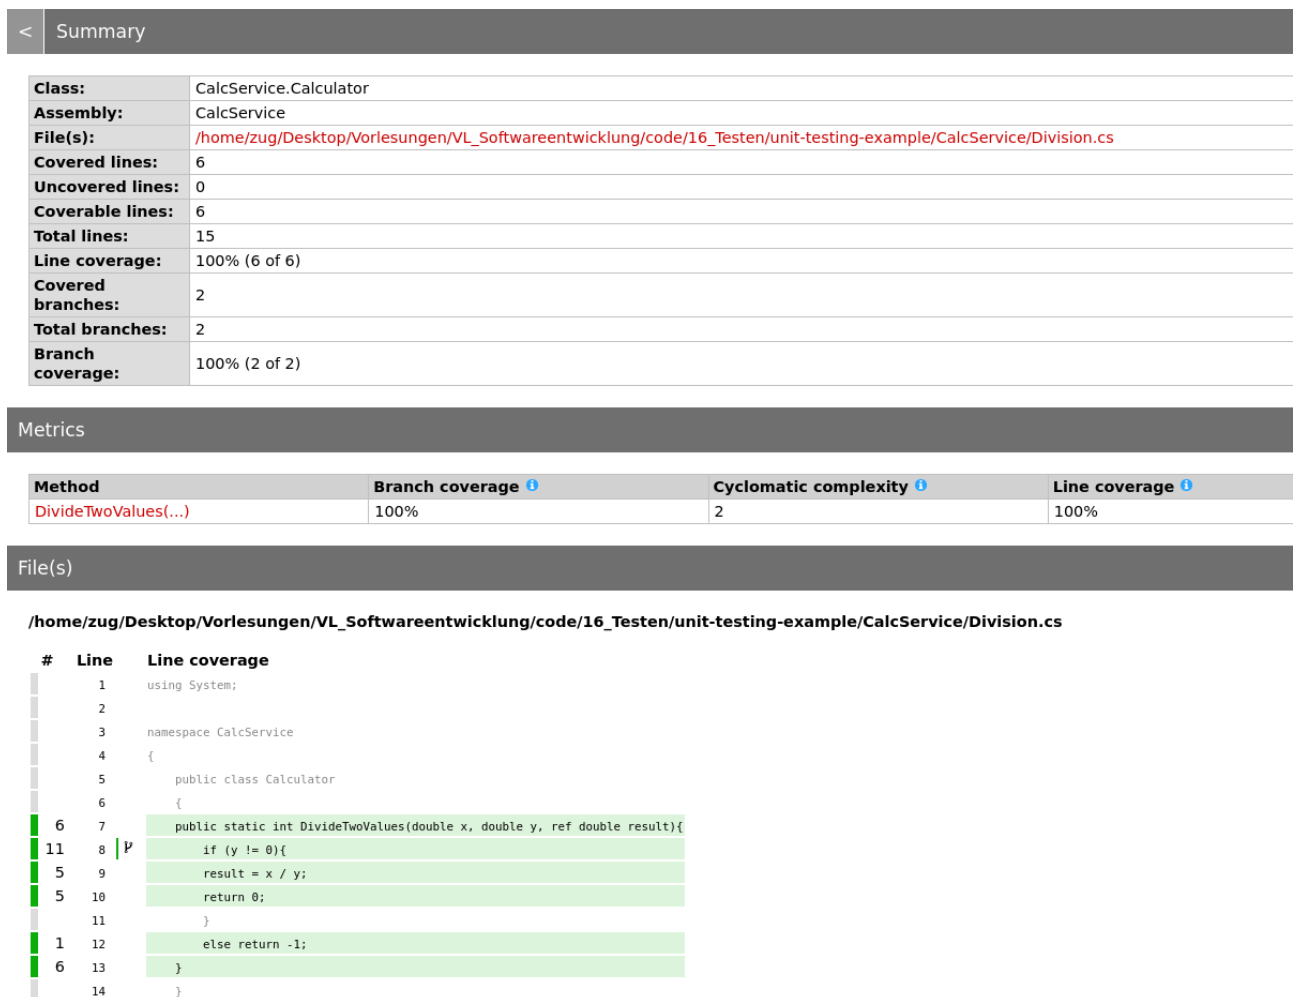 < Summary
Class: CalcService.Calculator
Assembly: CalcService
File(s): /home/zug/Desktop/Vorlesungen/VL_Softwareentwicklung/code/16_Testen/unit-testing-example/CalcService/Division.cs
Covered lines: 6
Uncovered lines: 0
Coverable lines: 6
Total lines: 15
Line coverage: 100% (6 of 6)
Covered
branches: 2
Total branches: 2
Branch
coverage: 100% (2 of 2)
Metrics
Method Branch coverage Cyclomatic complexity Line coverage
DivideTwoValues(...) 100% 2 100%
File(s)
/home/zug/Desktop/Vorlesungen/VL_Softwareentwicklung/code/16_Testen/unit-testing-example/CalcService/Division.cs
# Line Line coverage
1 using System;
2
3 namespace CalcService
4 {
5 public class Calculator
6 {
6 7 public static int DivideTwoValues(double x, double y, ref double result){
11 8 if (y != 0){
5 9 result = x / y;
5 10 return 0;
11 }
1 12 else return -1;
6 13 }
14 }